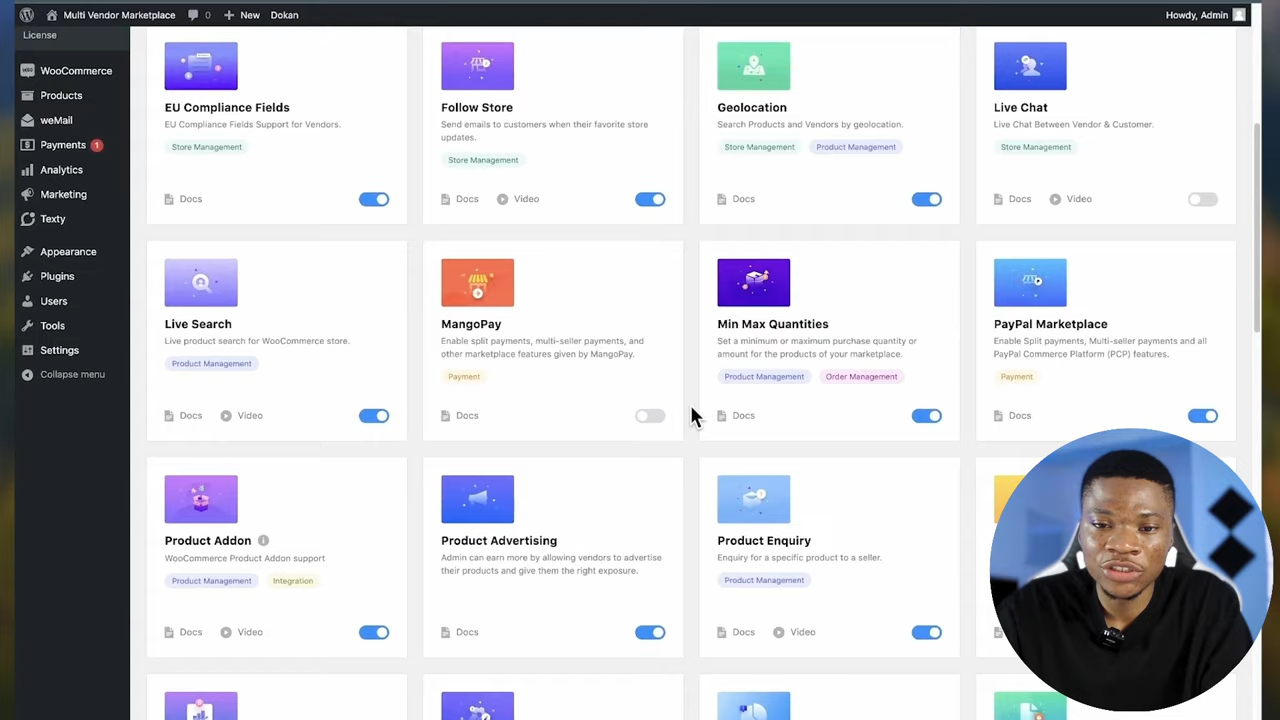 Multi Vendor Marketplace
0
New
Dokan
Howdy, Admin
License
WooCommerce
Products
weMail
Payments
1
Analytics
Marketing
Texty
Appearance
Plugins
Users
Tools
Settings
Collapse menu
EU Compliance Fields
EU Compliance Fields Support for Vendors.
Store Management
Docs
Follow Store
Send emails to customers when their favorite store
updates.
Store Management
Docs
Video
Geolocation
Search Products and Vendors by geolocation.
Store Management
Product Management
Docs
Live Chat
Live Chat Between Vendor & Customer.
Store Management
Docs
Video
Live Search
Live product search for WooCommerce store.
Product Management
Docs
Video
MangoPay
Enable split payments, multi-seller payments, and
other marketplace features given by MangoPay.
Payment
Docs
Min Max Quantities
Set a minimum or maximum purchase quantity or
amount for the products of your marketplace.
Product Management
Order Management
Docs
PayPal Marketplace
Enable Split payments, Multi-seller payments and all
PayPal Commerce Platform (PCP) features.
Payment
Docs
Product Addon
WooCommerce Product Addon support
Product Management
Integration
Docs
Video
Product Advertising
Admin can earn more by allowing vendors to advertise
their products and give them the right exposure.
Docs
Product Enquiry
Enquiry for a specific product to a seller.
Product Management
Docs
Video